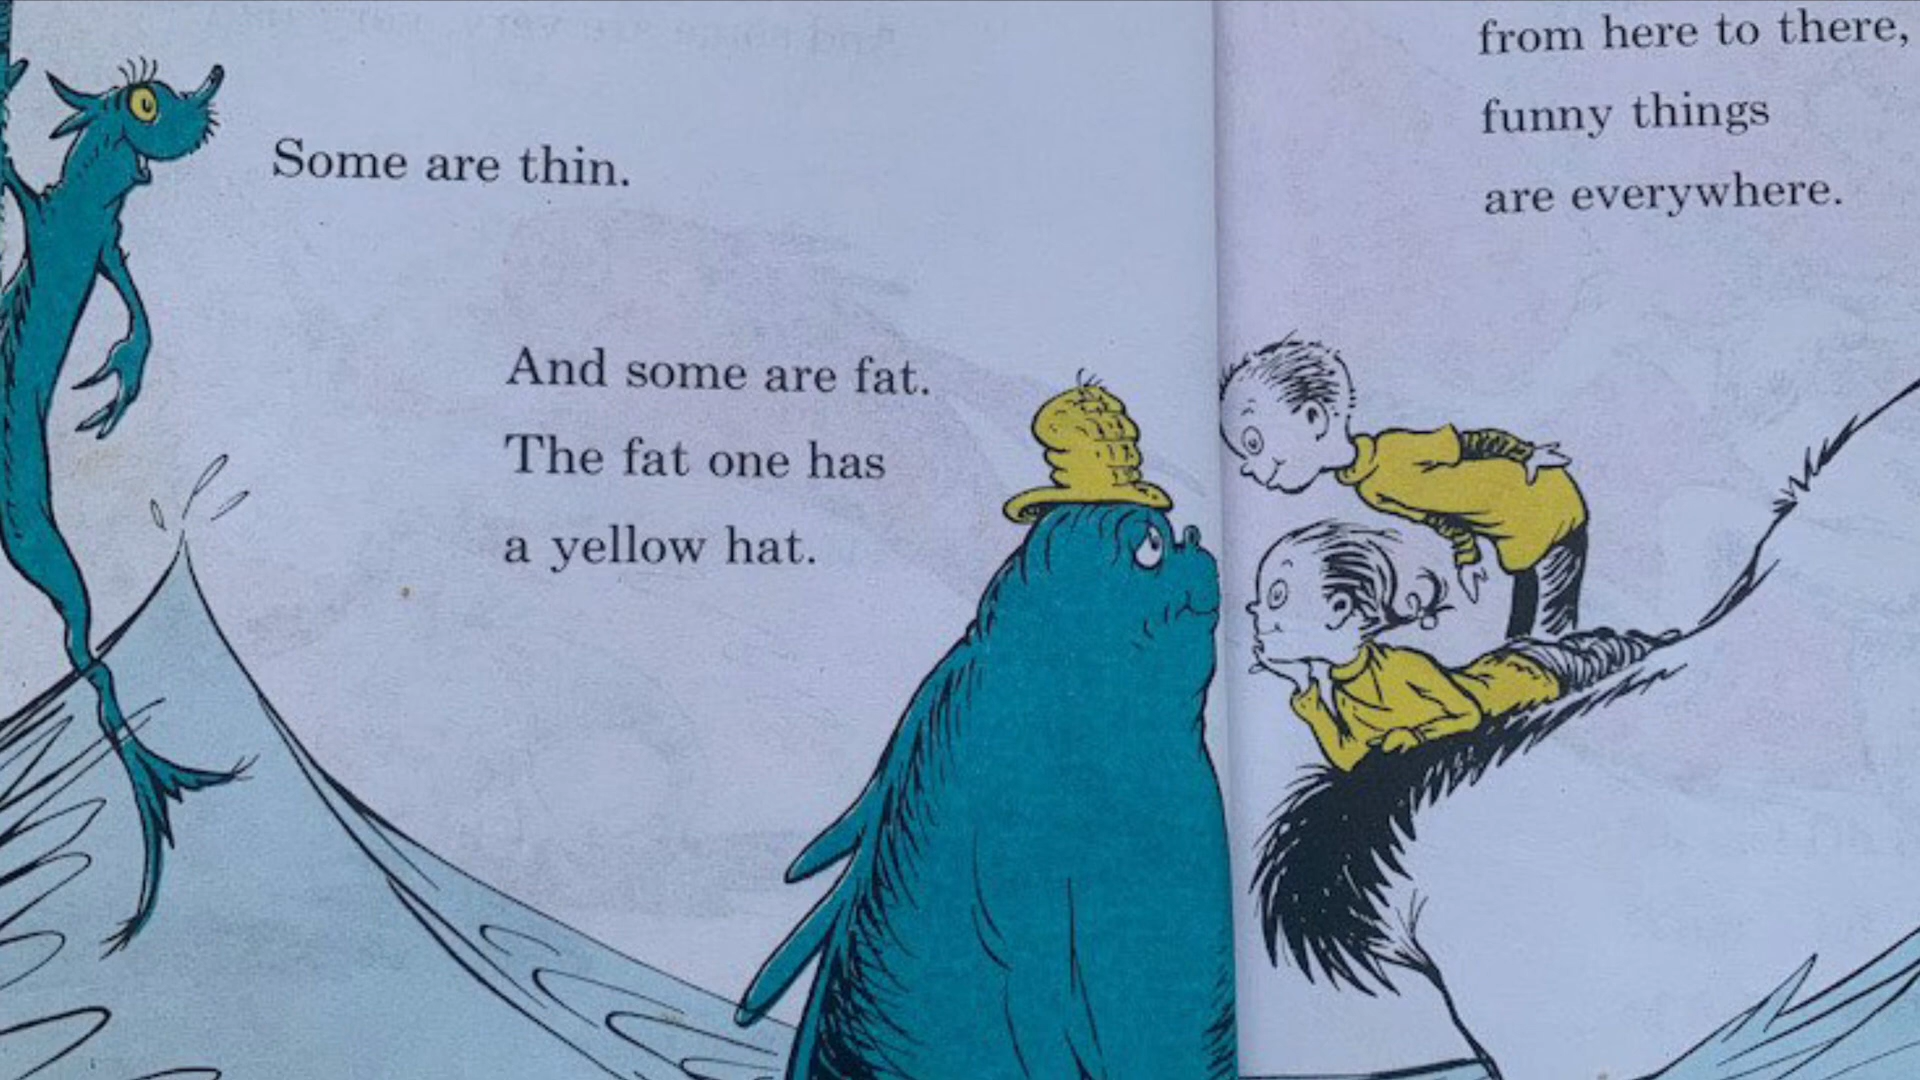 Some are thin.
And some are fat.
The fat one has
a yellow hat.
from here to there,
funny things
are everywhere.